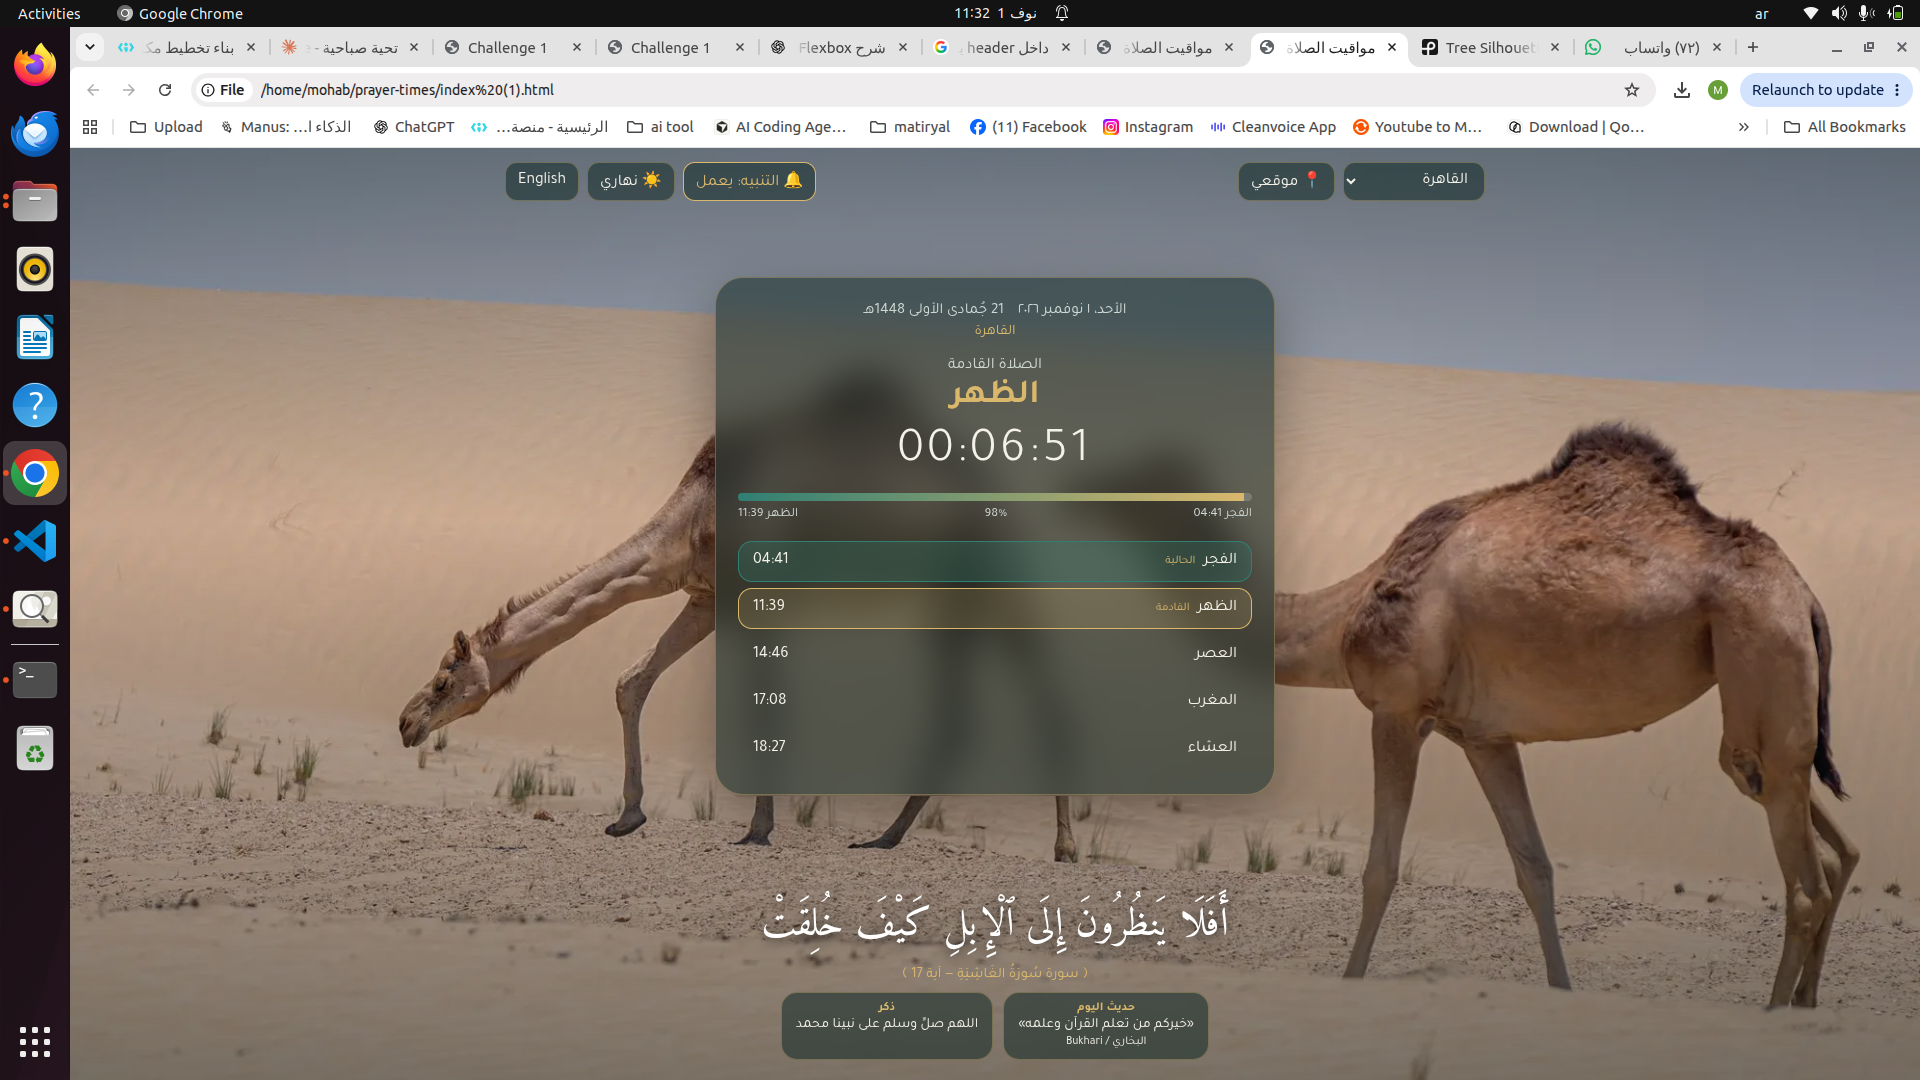 Activities
Google Chrome
نوف 1 11:32
ar
بناء تخطيط مك
تحية صباحية -
Challenge 1
Challenge 1
شرح Flexbox
داخل header
مواقيت الصلاة
مواقيت الصلاة
Tree Silhouet
(٧٢) واتساب
File
/home/mohab/prayer-times/index%20(1).html
M
Relaunch to update
Upload
Manus: الذكاء ا...
ChatGPT
الرئيسية - منصة...
ai tool
AI Coding Age...
matiryal
(11) Facebook
Instagram
Cleanvoice App
Youtube to M...
Download | Qo...
All Bookmarks
القاهرة
📍 موقعي
🔔 التنبيه: يعمل
☀️ نهاري
English
الأحد، ١ نوفمبر ٢٠٢٦ 21 جُمادى الأولى 1448هـ
القاهرة
الصلاة القادمة
الظهر
00:06:51
الفجر 04:41
98%
الظهر 11:39
الفجر الحالية 04:41
الظهر القادمة 11:39
العصر 14:46
المغرب 17:08
العشاء 18:27
أَفَلَا يَنظُرُونَ إِلَى ٱلْإِبِلِ كَيْفَ خُلِقَتْ
( سورة سُورَةُ الغَاشِيَةِ – آية 17 )
حديث اليوم
«خيركم من تعلم القرآن وعلمه»
البخاري / Bukhari
ذكر
اللهم صلِّ وسلم على نبينا محمد